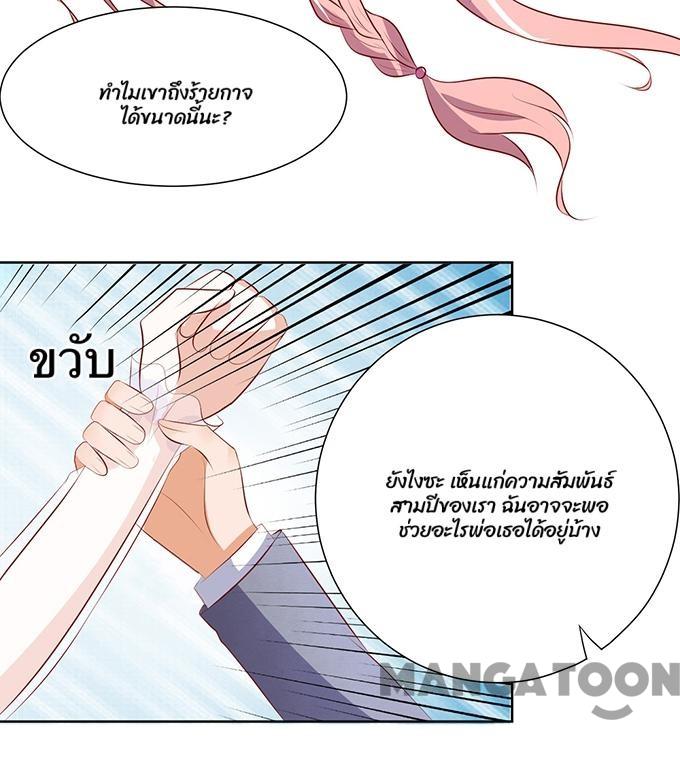 ทำไมเขาถึงร้ายกาจ
ได้ขนาดนี้นะ?
ขวับ
ยังไงซะ เห็นแก่ความสัมพันธ์
สามปีของเรา ฉันอาจจะพอ
ช่วยอะไรพ่อเธอได้อยู่บ้าง
MANGATOON